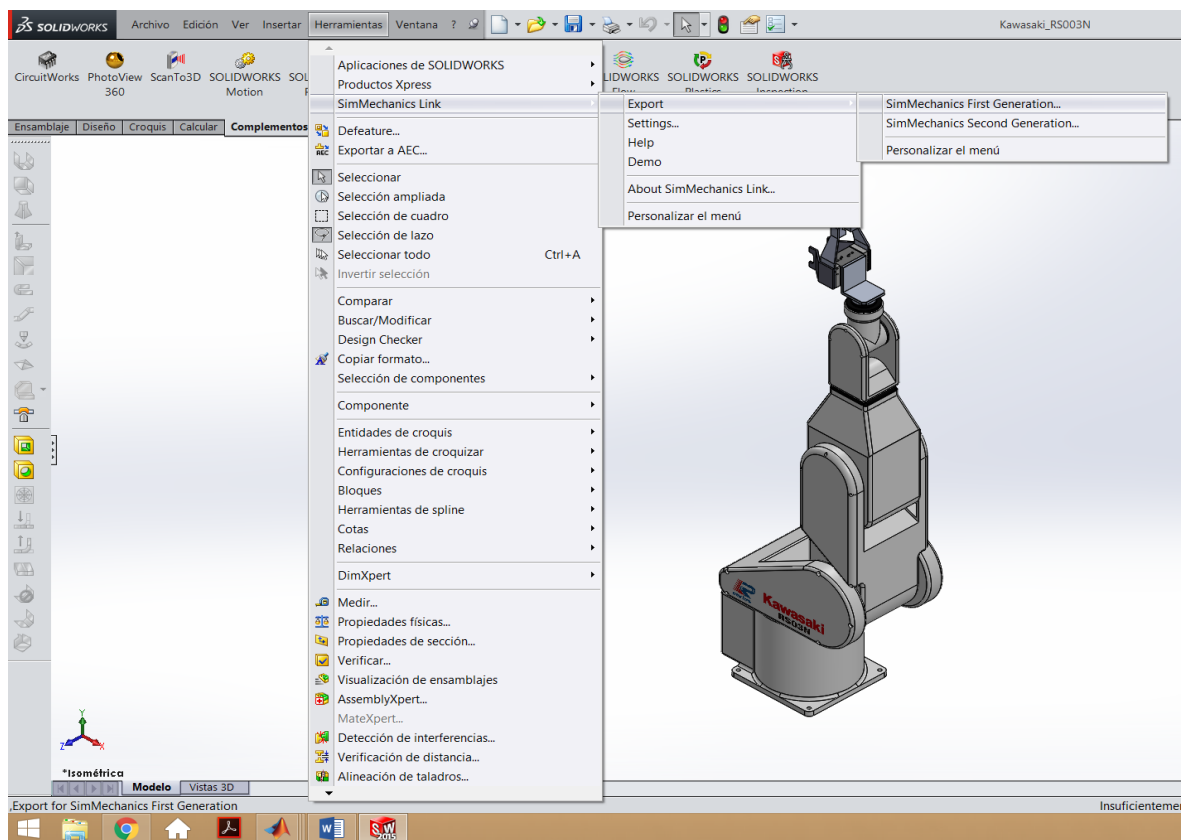 SOLIDWORKS Archivo Edición Ver Insertar Herramientas Ventana ? Kawasaki_RS003N
CircuitWorks PhotoView 360 ScanTo3D SOLIDWORKS Motion
SOLIDWORKS SOLIDWORKS
Ensamblaje Diseño Croquis Calcular Complementos
Aplicaciones de SOLIDWORKS
Productos Xpress
SimMechanics Link
Defeature...
Exportar a AEC...
Seleccionar
Selección ampliada
Selección de cuadro
Selección de lazo
Seleccionar todo Ctrl+A
Invertir selección
Comparar
Buscar/Modificar
Design Checker
Copiar formato...
Selección de componentes
Componente
Entidades de croquis
Herramientas de croquizar
Configuraciones de croquis
Bloques
Herramientas de spline
Cotas
Relaciones
DimXpert
Medir...
Propiedades físicas...
Propiedades de sección...
Verificar...
Visualización de ensamblajes
AssemblyXpert...
MateXpert...
Detección de interferencias...
Verificación de distancia...
Alineación de taladros...
Export
Settings...
Help
Demo
About SimMechanics Link...
Personalizar el menú
SimMechanics First Generation...
SimMechanics Second Generation...
Personalizar el menú
Kawasaki
RS03N
Y
Z X
*Isométrica
Modelo Vistas 3D
Export for SimMechanics First Generation
Insuficienteme
2015